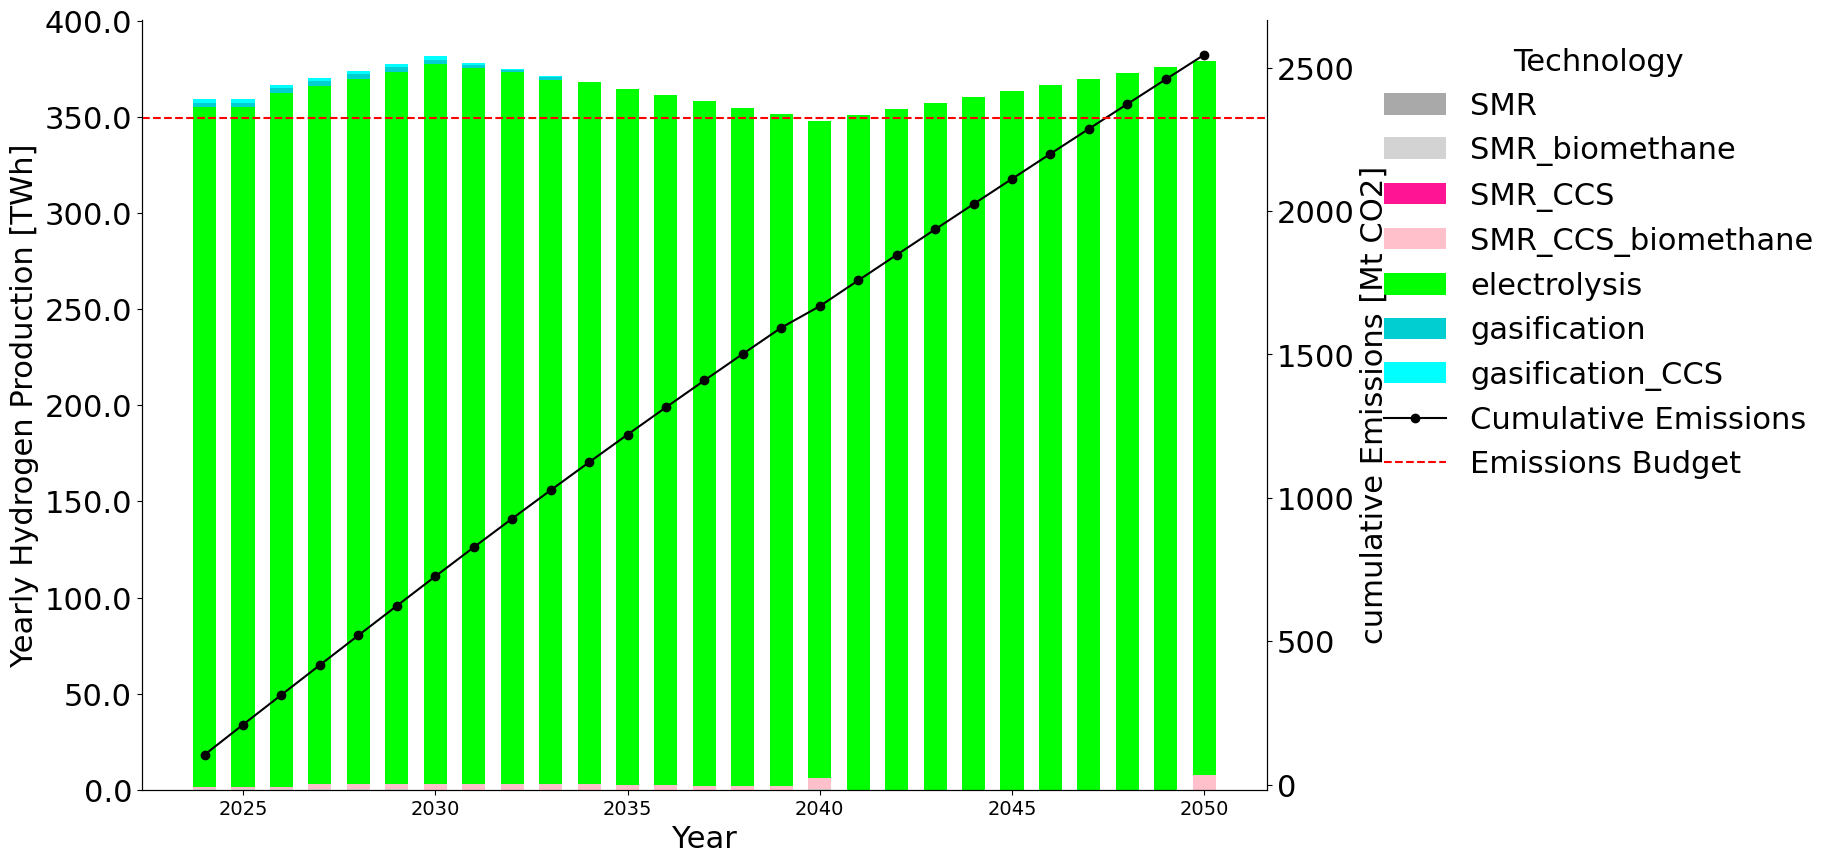 Yearly Hydrogen Production [TWh]
400.0
350.0
300.0
250.0
200.0
150.0
100.0
50.0
0.0
2025
2030
2035
2040
2045
2050
Year
2500
2000
1500
1000
500
0
cumulative Emissions [Mt CO2]
Technology
SMR
SMR_biomethane
SMR_CCS
SMR_CCS_biomethane
electrolysis
gasification
gasification_CCS
Cumulative Emissions
Emissions Budget